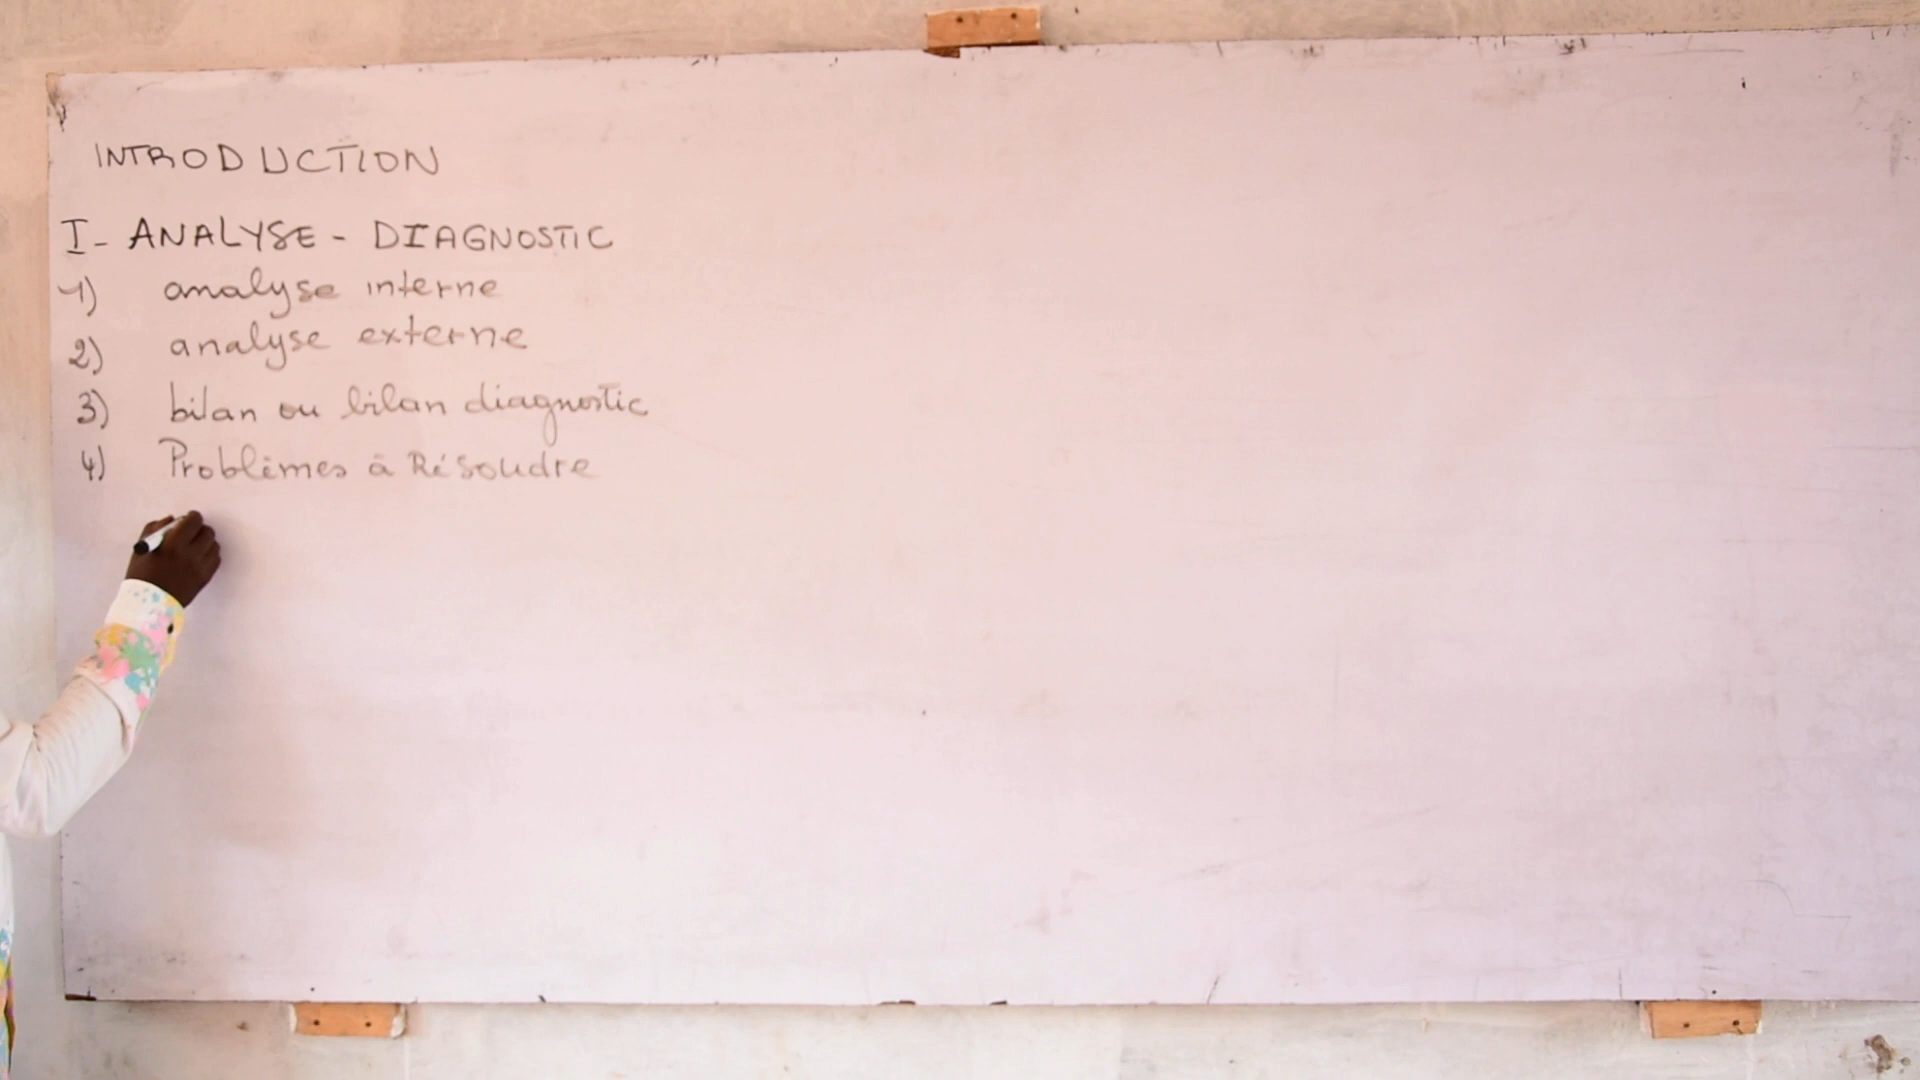 INTRODUCTION
I- ANALYSE - DIAGNOSTIC
1) analyse interne
2) analyse externe
3) bilan ou bilan diagnostic
4) Problèmes à Résoudre